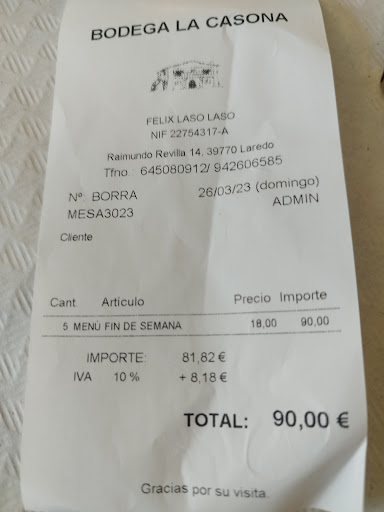 BODEGA LA CASONA
FELIX LASO LASO
NIF 22754317-A
Raimundo Revilla 14, 39770 Laredo
Tfno. 645080912/ 942606585
Nº BORRA 26/03/23 (domingo)
MESA3023 ADMIN
Cliente
Cant. Artículo Precio Importe
5 MENÚ FIN DE SEMANA 18,00 90,00
IMPORTE: 81,82 €
IVA 10 % + 8,18 €
TOTAL: 90,00 €
Gracias por su visita.